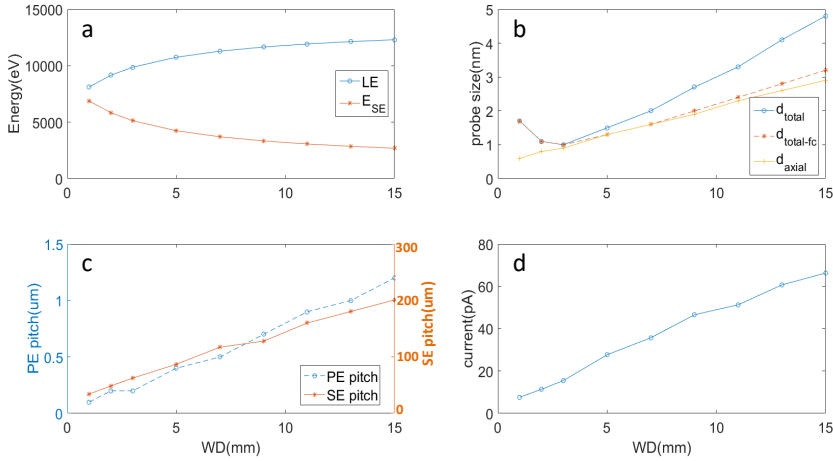 a
15000
10000
5000
0
Energy(eV)
LE
E_SE
0
5
10
15
b
5
4
3
2
1
0
probe size(nm)
d_total
d_total-fc
d_axial
0
5
10
15
c
1.5
1
0.5
0
PE pitch(um)
300
200
100
0
SE pitch(um)
PE pitch
SE pitch
0
5
10
15
WD(mm)
d
80
60
40
20
0
current(pA)
0
5
10
15
WD(mm)